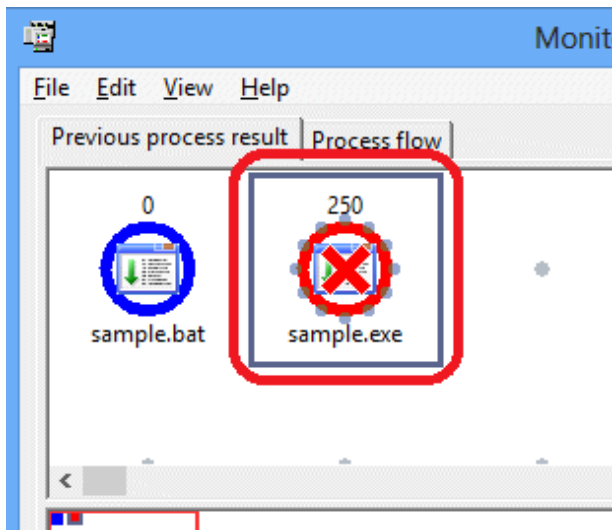 Monit
File Edit View Help
Previous process result Process flow
0 250
sample.bat sample.exe